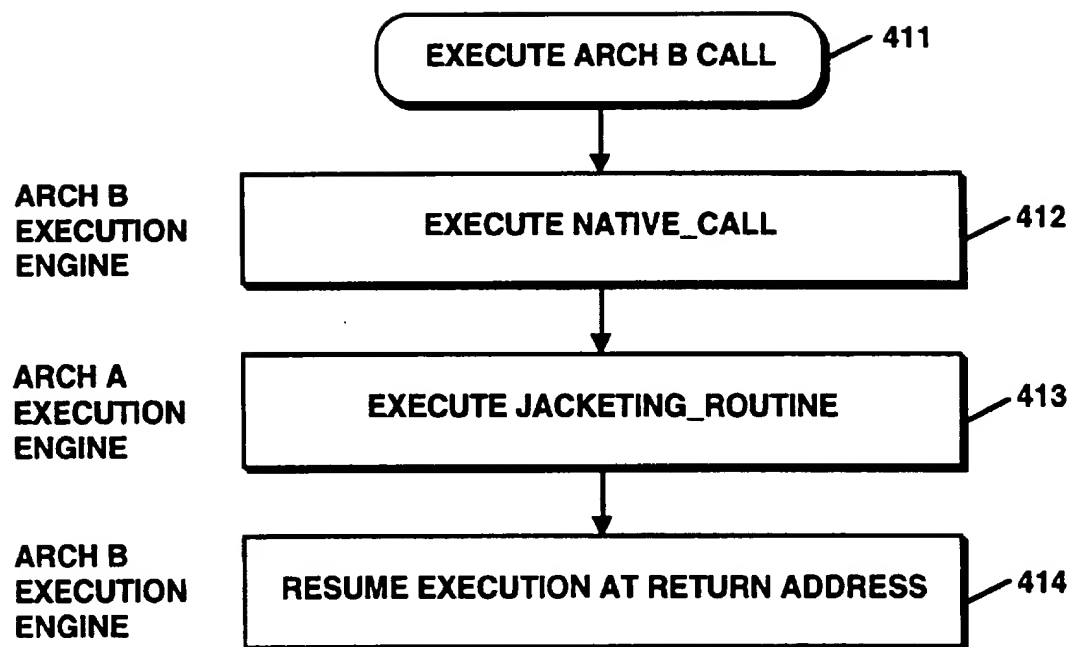 EXECUTE ARCH B CALL
411
ARCH B
EXECUTION
ENGINE
EXECUTE NATIVE_CALL
412
ARCH A
EXECUTION
ENGINE
EXECUTE JACKETING_ROUTINE
413
ARCH B
EXECUTION
ENGINE
RESUME EXECUTION AT RETURN ADDRESS
414